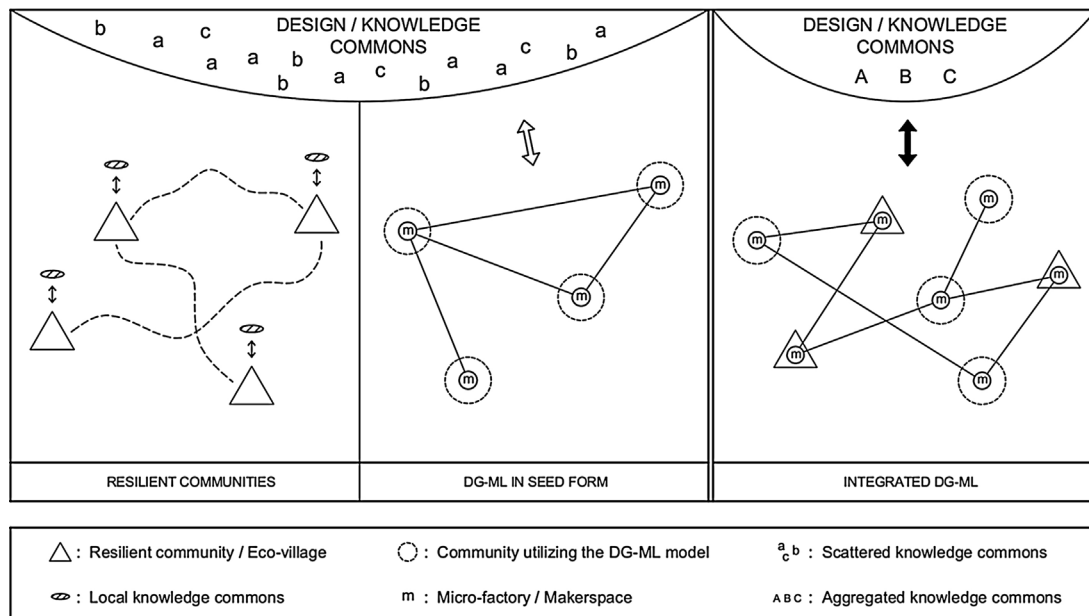 DESIGN / KNOWLEDGE
COMMONS
b
a
c
a
a
b
b
a
c
b
a
a
c
b
a
m
m
m
m
DESIGN / KNOWLEDGE
COMMONS
A B C
m
m
m
m
m
m
m
RESILIENT COMMUNITIES
DG-ML IN SEED FORM
INTEGRATED DG-ML
: Resilient community / Eco-village
: Community utilizing the DG-ML model
a c b : Scattered knowledge commons
: Local knowledge commons
m : Micro-factory / Makerspace
A B C : Aggregated knowledge commons